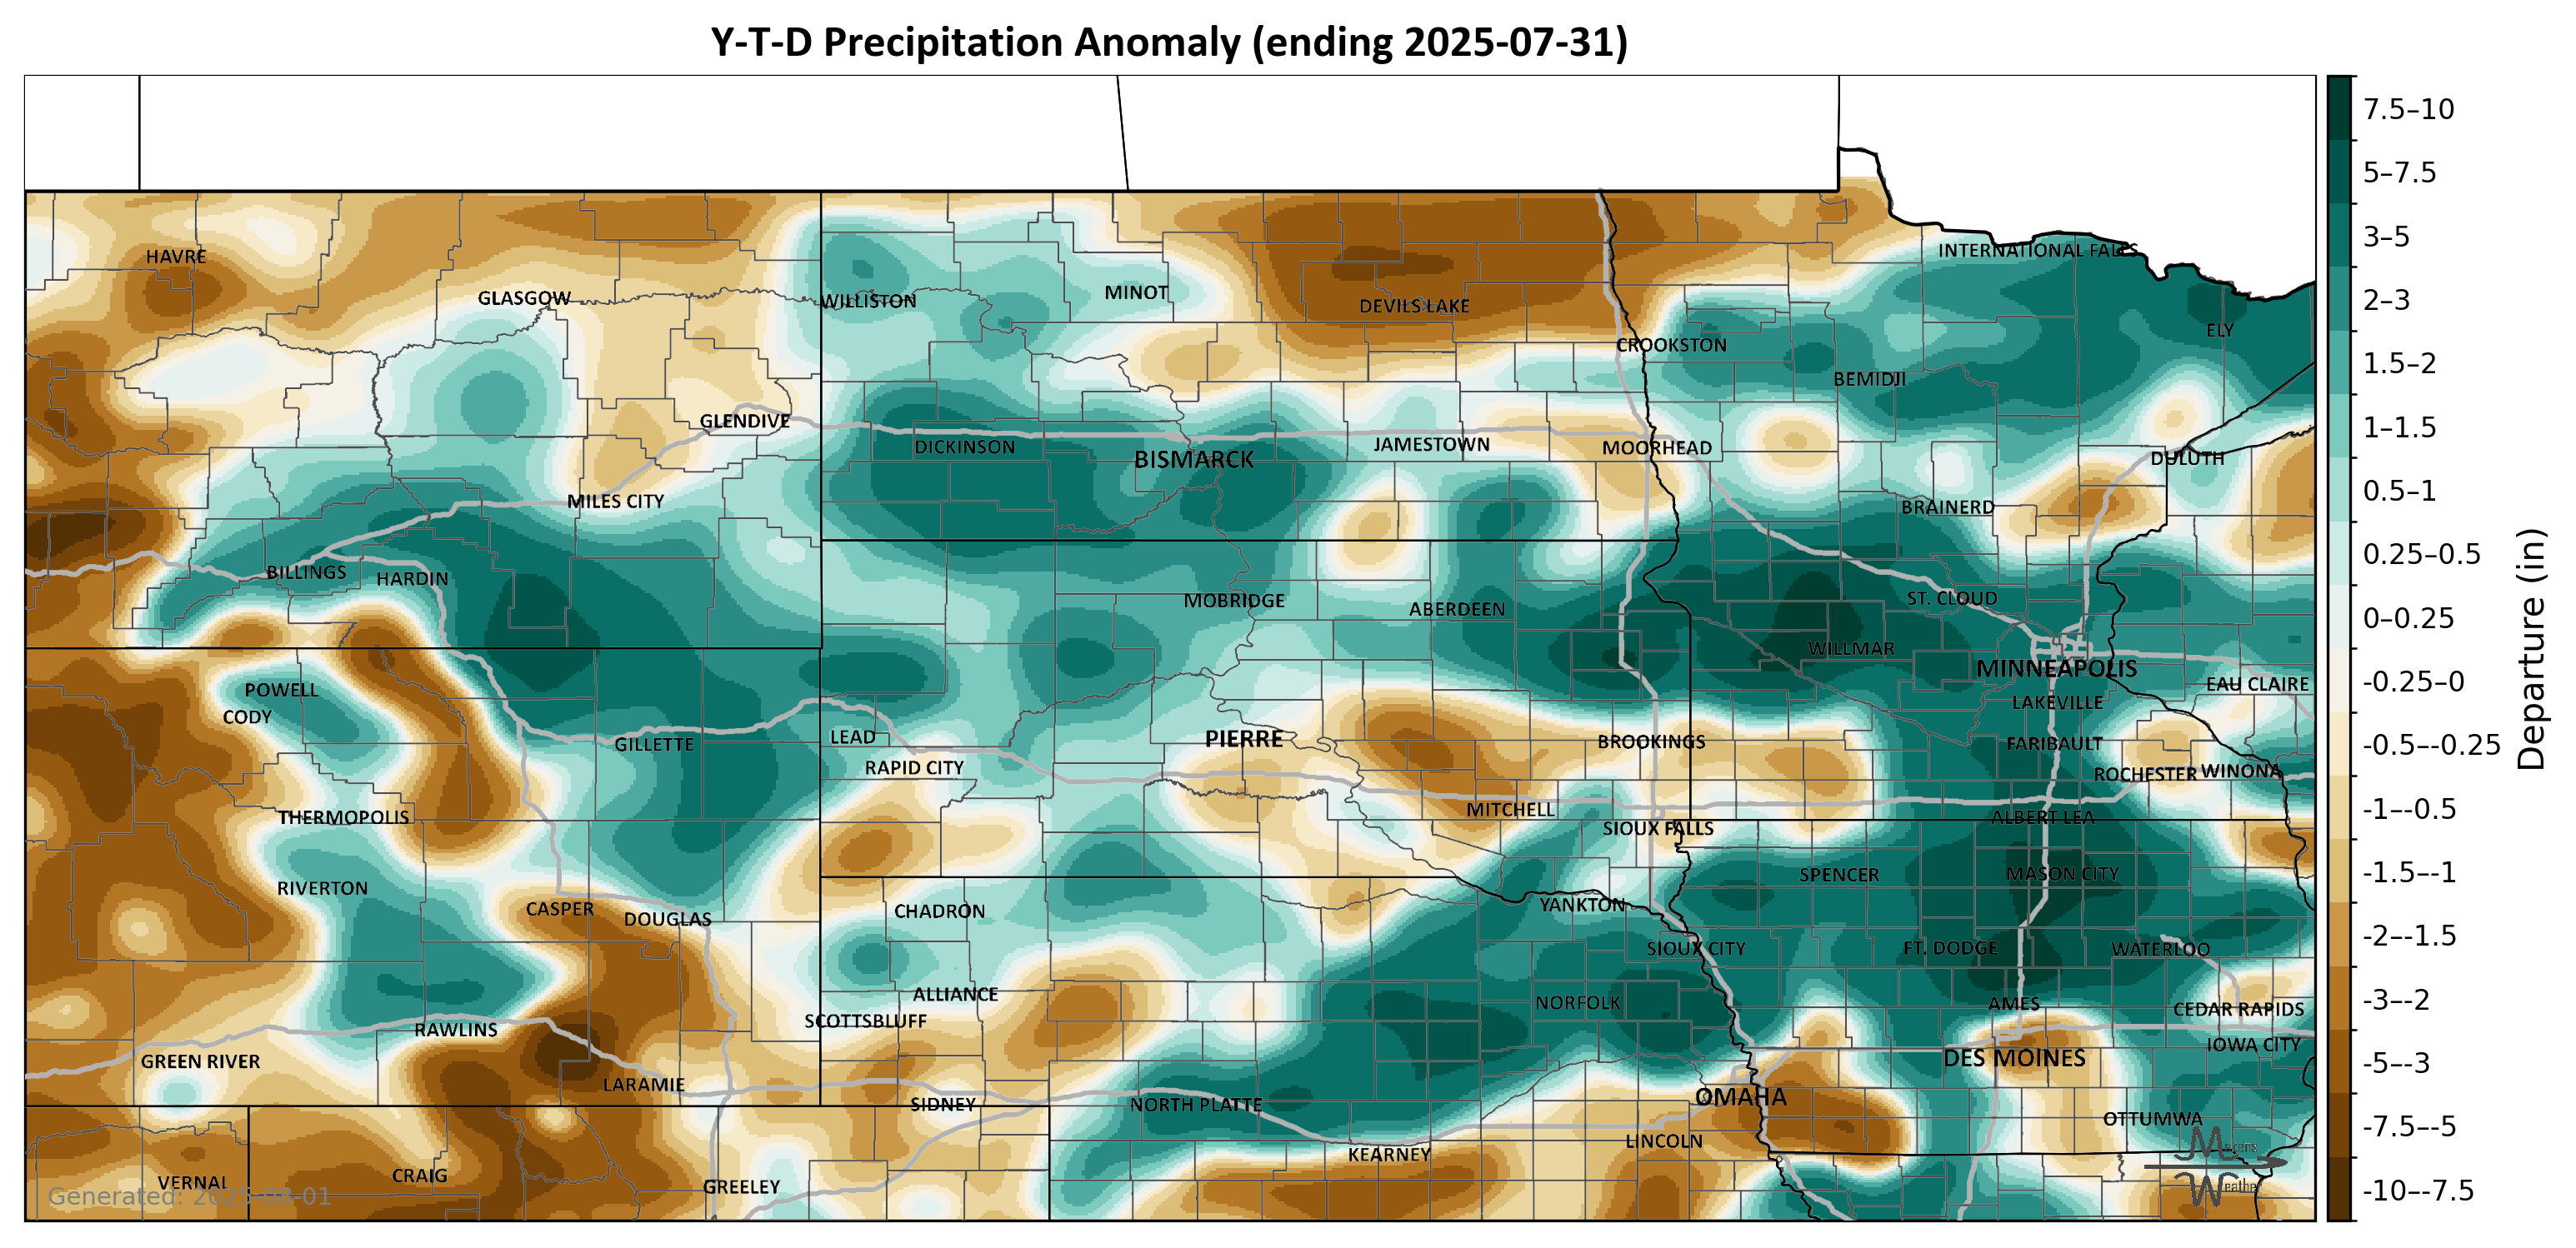 Y-T-D Precipitation Anomaly (ending 2025-07-31)
INTERNATIONAL FALLS
HAVRE
GLASGOW
WILLISTON
MINOT
DEVILS LAKE
ELY
CROOKSTON
BEMIDJI
GLENDIVE
DICKINSON
BISMARCK
JAMESTOWN
MOORHEAD
DULUTH
MILES CITY
BRAINERD
BILLINGS
HARDIN
MOBRIDGE
ABERDEEN
ST. CLOUD
WILLMAR
MINNEAPOLIS
EAU CLAIRE
POWELL
CODY
LAKEVILLE
GILLETTE
LEAD
PIERRE
BROOKINGS
FARIBAULT
RAPID CITY
ROCHESTER
WINONA
THERMOPOLIS
MITCHELL
SIOUX FALLS
ALBERT LEA
RIVERTON
SPENCER
MASON CITY
CASPER
DOUGLAS
CHADRON
YANKTON
SIOUX CITY
FT. DODGE
WATERLOO
ALLIANCE
NORFOLK
AMES
CEDAR RAPIDS
SCOTTSBLUFF
RAWLINS
IOWA CITY
GREEN RIVER
DES MOINES
LARAMIE
SIDNEY
NORTH PLATTE
OMAHA
OTTUMWA
LINCOLN
KEARNEY
VERNAL
CRAIG
GREELEY
Generated: 2025-08-01
Myers
Weather
7.5–10
5–7.5
3–5
2–3
1.5–2
1–1.5
0.5–1
0.25–0.5
0–0.25
-0.25–0
-0.5–-0.25
-1–-0.5
-1.5–-1
-2–-1.5
-3–-2
-5–-3
-7.5–-5
-10–-7.5
Departure (in)